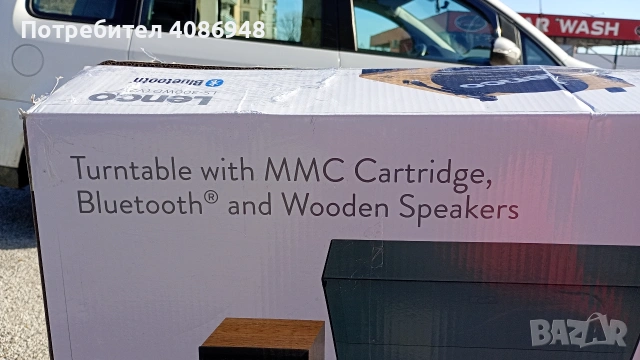 Потребител 4086948
CAR WASH
Bluetooth
Lenco
Turntable with MMC Cartridge,
Bluetooth® and Wooden Speakers
BAZAR